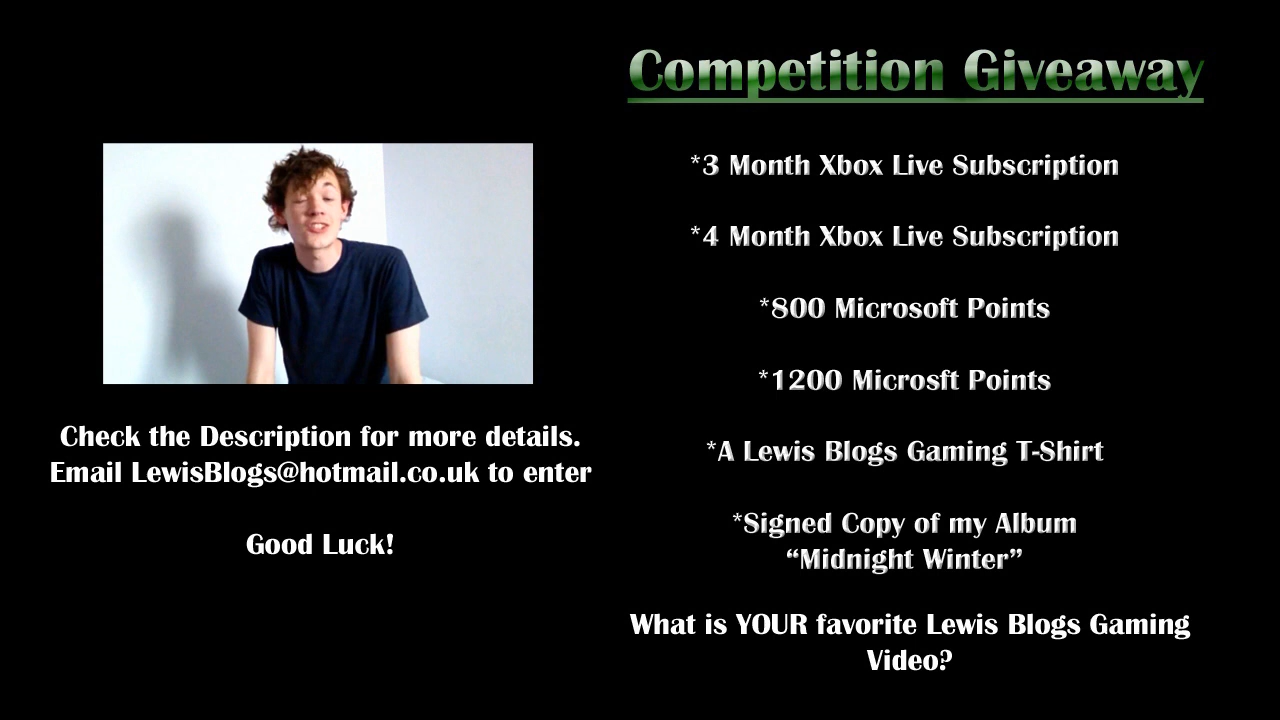 Competition Giveaway
*3 Month Xbox Live Subscription
*4 Month Xbox Live Subscription
*800 Microsoft Points
*1200 Microsft Points
*A Lewis Blogs Gaming T-Shirt
*Signed Copy of my Album
“Midnight Winter”
What is YOUR favorite Lewis Blogs Gaming
Video?
Check the Description for more details.
Email LewisBlogs@hotmail.co.uk to enter
Good Luck!